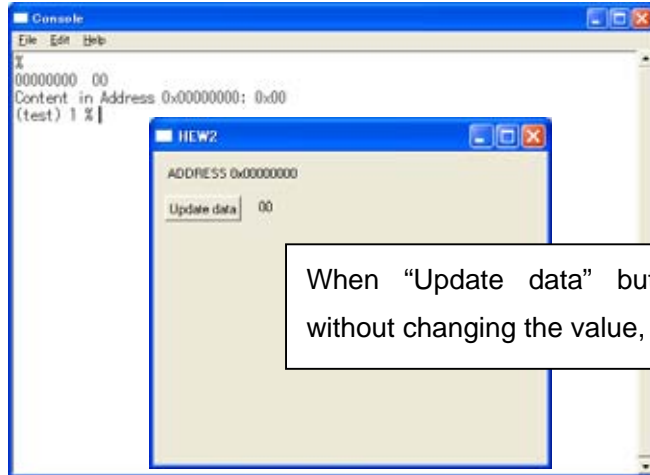 Console
File Edit Help
%
00000000 00
Content in Address 0x00000000: 0x00
(test) 1 %
HEW2
ADDRESS 0x00000000
Update data 00
When “Update data” but
without changing the value,